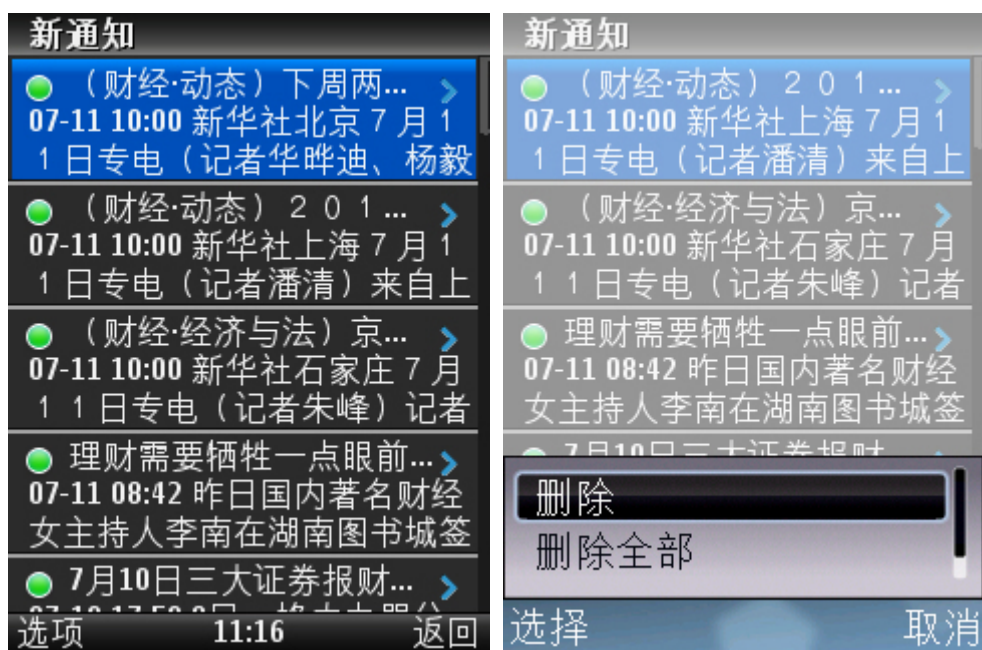 新通知
（财经·动态）下周两...
07-11 10:00 新华社北京７月１
１日专电（记者华晔迪、杨毅
（财经·动态）２０１...
07-11 10:00 新华社上海７月１
１日专电（记者潘清）来自上
（财经·经济与法）京...
07-11 10:00 新华社石家庄７月
１１日专电（记者朱峰）记者
理财需要牺牲一点眼前...
07-11 08:42 昨日国内著名财经
女主持人李南在湖南图书城签
7月10日三大证券报财...
选项 11:16 返回
新通知
（财经·动态）２０１...
07-11 10:00 新华社上海７月１
１日专电（记者潘清）来自上
（财经·经济与法）京...
07-11 10:00 新华社石家庄７月
１１日专电（记者朱峰）记者
理财需要牺牲一点眼前...
07-11 08:42 昨日国内著名财经
女主持人李南在湖南图书城签
7月10日三大证券报财
删除
删除全部
选择 取消